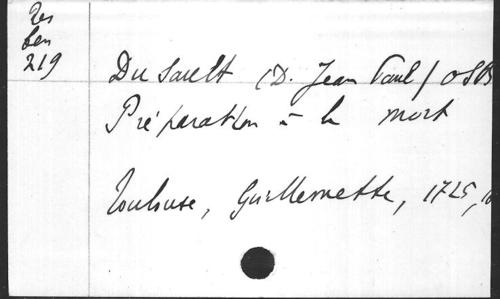 Res
ben
219
Du Sault (D. Jean Paul) OSB
Préparation à la mort
Toulouse, Guillemette, 1725,